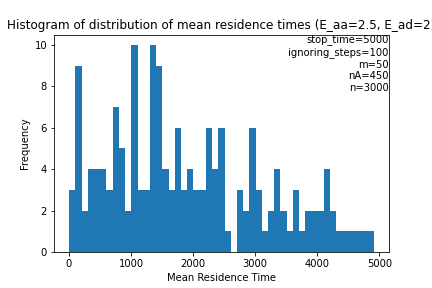 Histogram of distribution of mean residence times (E_aa=2.5, E_ad=2
stop_time=5000
ignoring_steps=100
m=50
nA=450
n=3000
10
8
6
4
2
0
Frequency
0 1000 2000 3000 4000 5000
Mean Residence Time